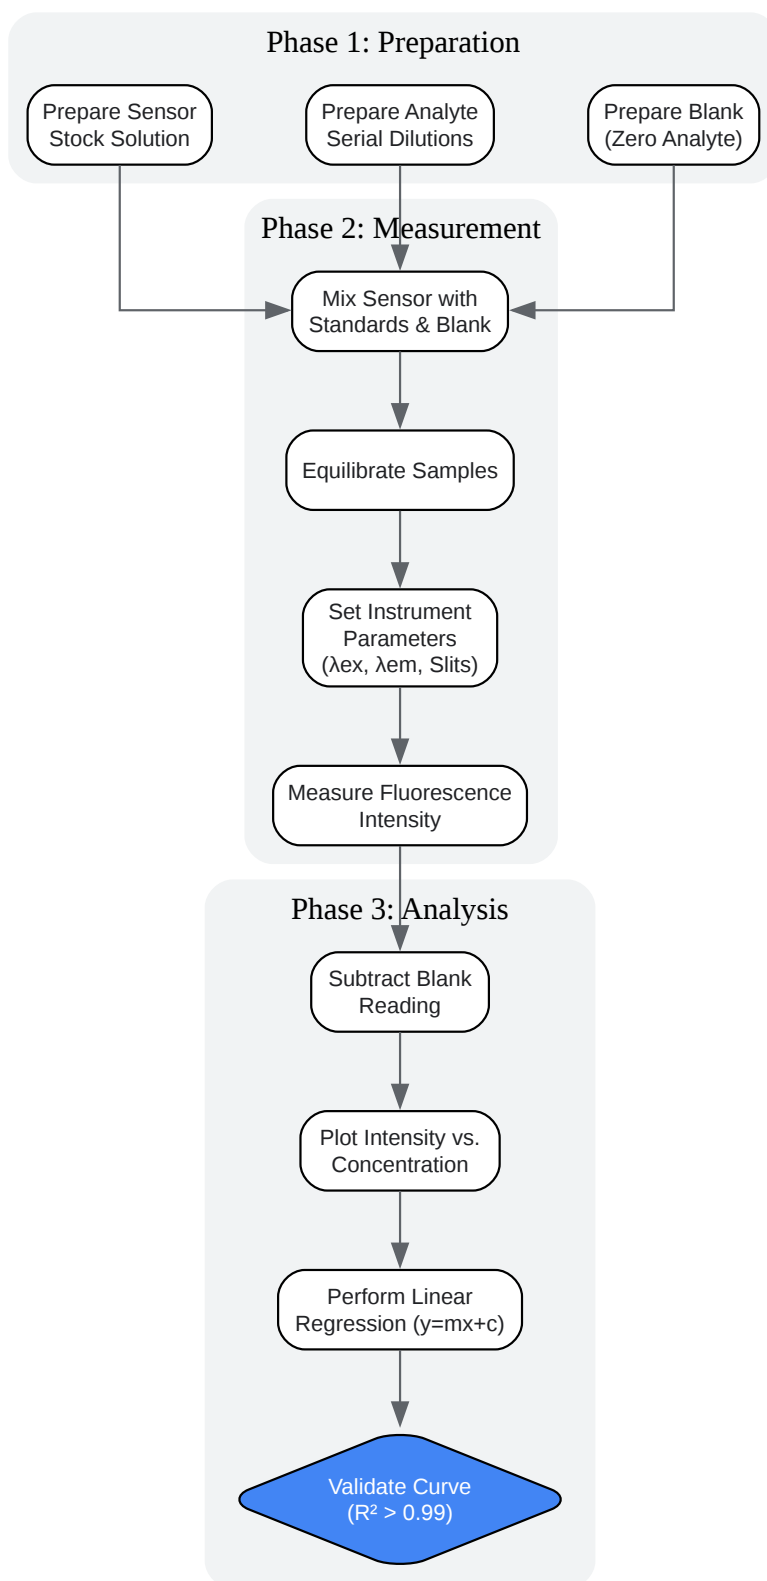 Phase 1: Preparation
Prepare Sensor
Stock Solution
Prepare Analyte
Serial Dilutions
Prepare Blank
(Zero Analyte)
Phase 2: Measurement
Mix Sensor with
Standards & Blank
Equilibrate Samples
Set Instrument
Parameters
(λex, λem, Slits)
Measure Fluorescence
Intensity
Phase 3: Analysis
Subtract Blank
Reading
Plot Intensity vs.
Concentration
Perform Linear
Regression (y=mx+c)
Validate Curve
(R² > 0.99)